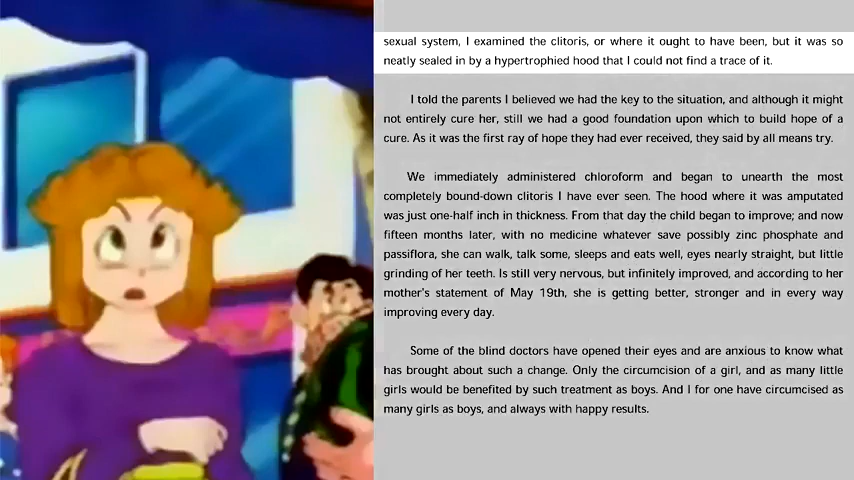 sexual system, I examined the clitoris, or where it ought to have been, but it was so
neatly sealed in by a hypertrophied hood that I could not find a trace of it.
I told the parents I believed we had the key to the situation, and although it might
not entirely cure her, still we had a good foundation upon which to build hope of a
cure. As it was the first ray of hope they had ever received, they said by all means try.
We immediately administered chloroform and began to unearth the most
completely bound-down clitoris I have ever seen. The hood where it was amputated
was just one-half inch in thickness. From that day the child began to improve; and now
fifteen months later, with no medicine whatever save possibly zinc phosphate and
passiflora, she can walk, talk some, sleeps and eats well, eyes nearly straight, but little
grinding of her teeth. Is still very nervous, but infinitely improved, and according to her
mother's statement of May 19th, she is getting better, stronger and in every way
improving every day.
Some of the blind doctors have opened their eyes and are anxious to know what
has brought about such a change. Only the circumcision of a girl, and as many little
girls would be benefited by such treatment as boys. And I for one have circumcised as
many girls as boys, and always with happy results.